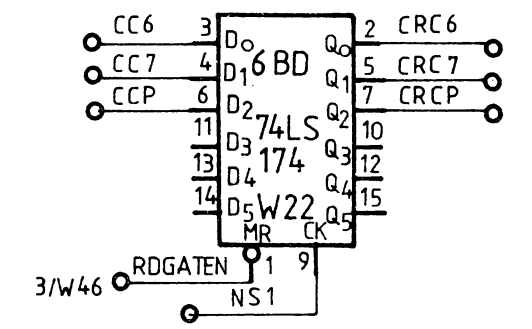 CC6 3 D0 Q0 2 CRC6
CC7 4 D1 6BD Q1 5 CRC7
CCP 6 D2 Q2 7 CRCP
11 D3 74LS Q3 10
13 D4 174 Q4 12
14 D5 W22 Q5 15
MR CK
3/W46 RDGATEN 1 9
NS1